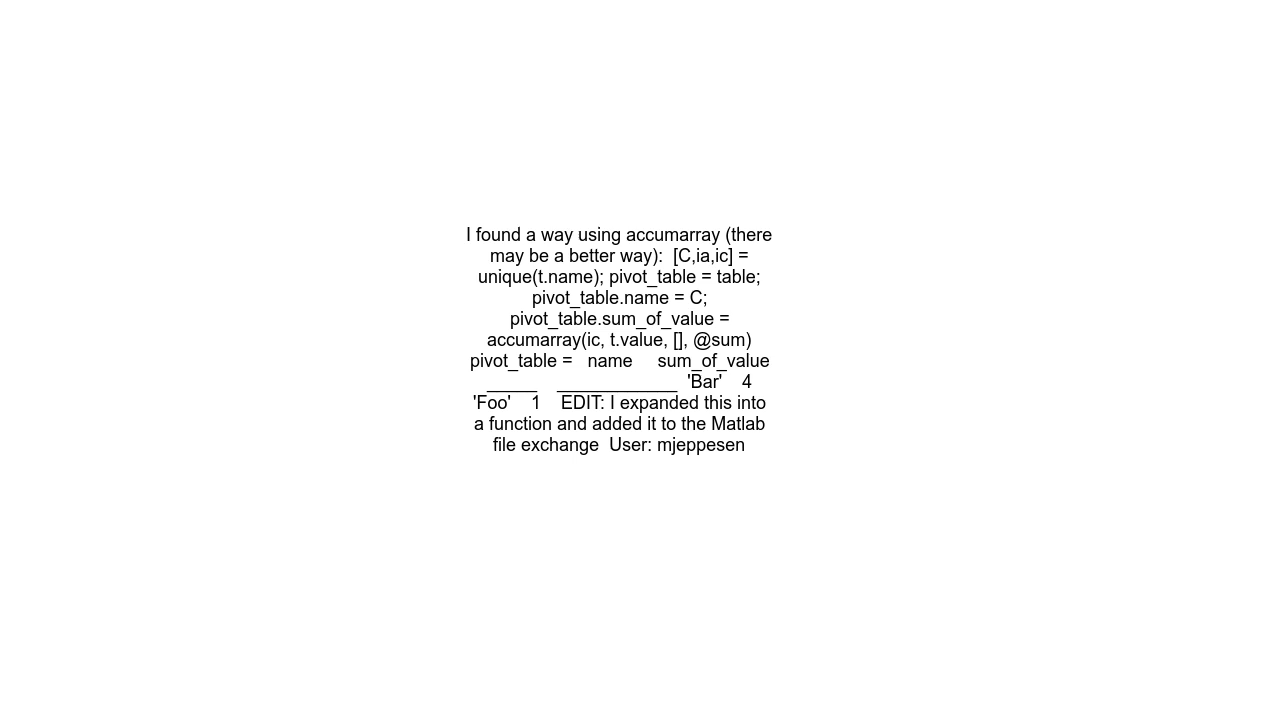 I found a way using accumarray (there
may be a better way):  [C,ia,ic] =
unique(t.name); pivot_table = table;
pivot_table.name = C;
pivot_table.sum_of_value =
accumarray(ic, t.value, [], @sum)
pivot_table =   name     sum_of_value
_____    ____________  'Bar'    4
'Foo'    1    EDIT: I expanded this into
a function and added it to the Matlab
file exchange  User: mjeppesen